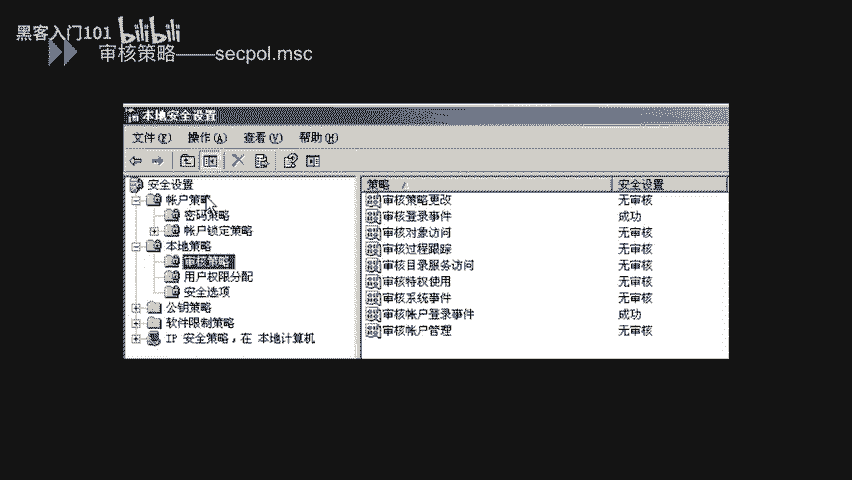 黑客入门101 bilibili
审核策略——secpol.msc
本地安全设置
文件(F) 操作(A) 查看(V) 帮助(H)
安全设置
帐户策略
密码策略
帐户锁定策略
本地策略
审核策略
用户权限分配
安全选项
公钥策略
软件限制策略
IP 安全策略，在 本地计算机
策略 安全设置
审核策略更改 无审核
审核登录事件 成功
审核对象访问 无审核
审核过程跟踪 无审核
审核目录服务访问 无审核
审核特权使用 无审核
审核系统事件 无审核
审核帐户登录事件 成功
审核帐户管理 无审核